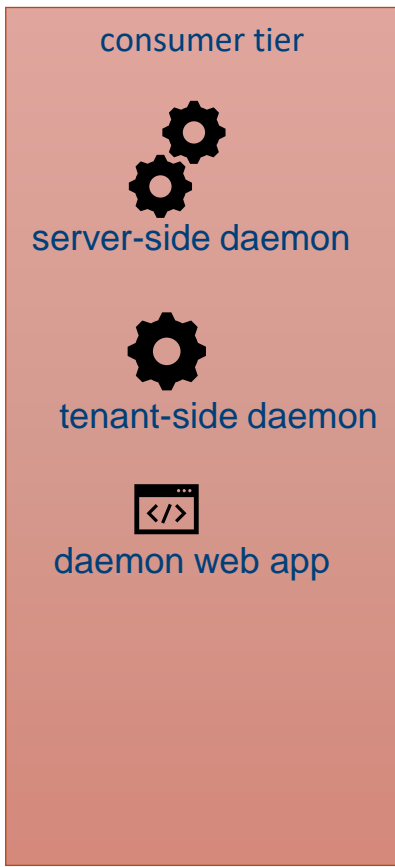 consumer tier
server-side daemon
tenant-side daemon
</>
daemon web app